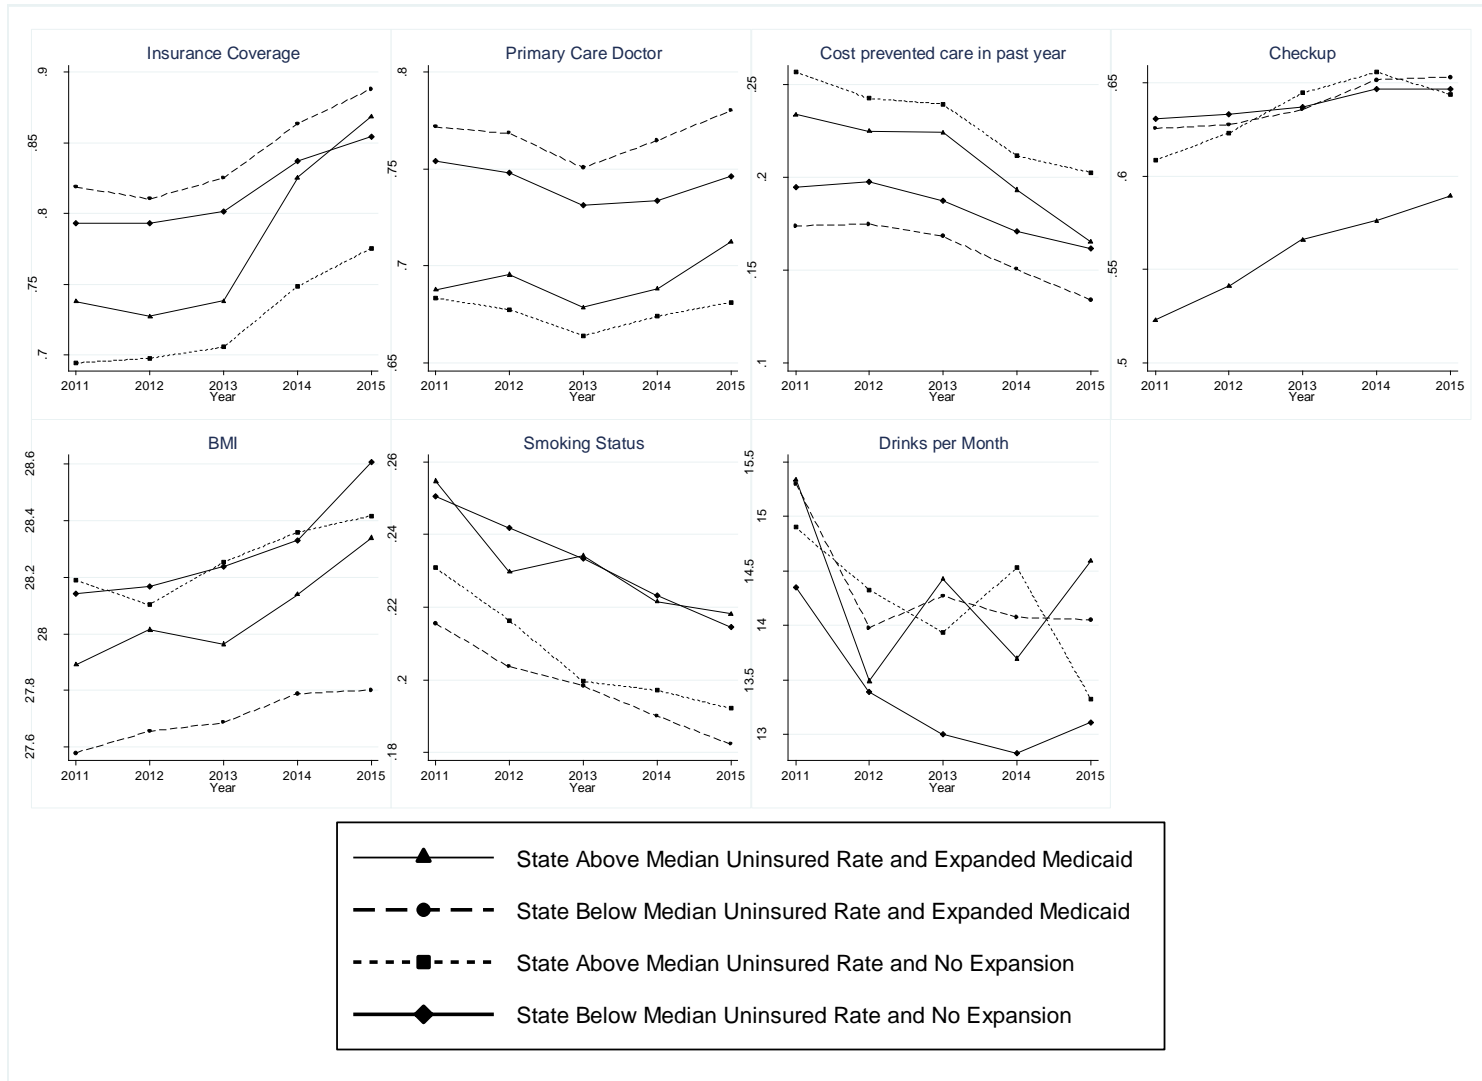 Insurance Coverage
.9
.85
.8
.75
.7
2011 2012 2013 2014 2015
Year
Primary Care Doctor
.8
.75
.7
.65
2011 2012 2013 2014 2015
Year
Cost prevented care in past year
.25
.2
.15
.1
2011 2012 2013 2014 2015
Year
Checkup
.65
.6
.55
.5
2011 2012 2013 2014 2015
Year
BMI
28.6
28.4
28.2
28
27.8
27.6
2011 2012 2013 2014 2015
Year
Smoking Status
.26
.24
.22
.2
.18
2011 2012 2013 2014 2015
Year
Drinks per Month
15.5
15
14.5
14
13.5
13
2011 2012 2013 2014 2015
Year
State Above Median Uninsured Rate and Expanded Medicaid
State Below Median Uninsured Rate and Expanded Medicaid
State Above Median Uninsured Rate and No Expansion
State Below Median Uninsured Rate and No Expansion